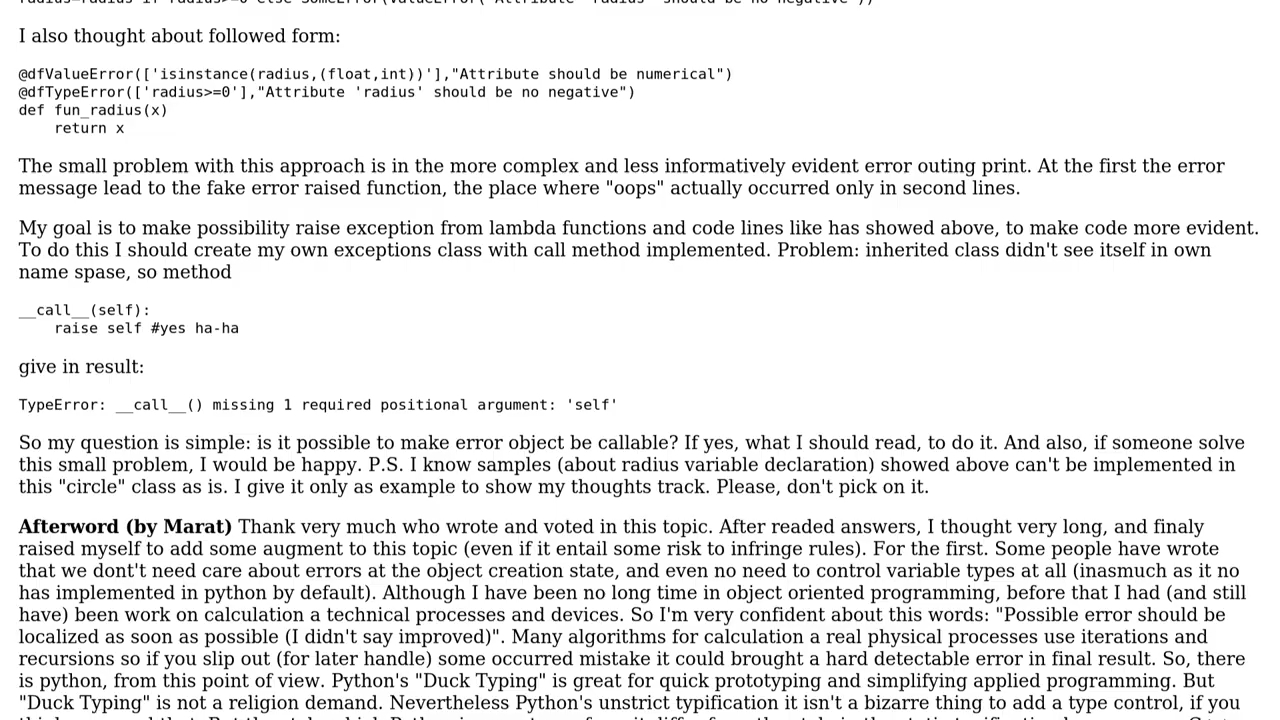 I also thought about followed form:
@dfValueError(['isinstance(radius,(float,int))'],"Attribute should be numerical")
@dfTypeError(['radius>=0'],"Attribute 'radius' should be no negative")
def fun_radius(x)
    return x
The small problem with this approach is in the more complex and less informatively evident error outing print. At the first the error
message lead to the fake error raised function, the place where "oops" actually occurred only in second lines.
My goal is to make possibility raise exception from lambda functions and code lines like has showed above, to make code more evident.
To do this I should create my own exceptions class with call method implemented. Problem: inherited class didn't see itself in own
name spase, so method
__call__(self):
    raise self #yes ha-ha
give in result:
TypeError: __call__() missing 1 required positional argument: 'self'
So my question is simple: is it possible to make error object be callable? If yes, what I should read, to do it. And also, if someone solve
this small problem, I would be happy. P.S. I know samples (about radius variable declaration) showed above can't be implemented in
this "circle" class as is. I give it only as example to show my thoughts track. Please, don't pick on it.
Afterword (by Marat) Thank very much who wrote and voted in this topic. After readed answers, I thought very long, and finaly
raised myself to add some augment to this topic (even if it entail some risk to infringe rules). For the first. Some people have wrote
that we dont't need care about errors at the object creation state, and even no need to control variable types at all (inasmuch as it no
has implemented in python by default). Although I have been no long time in object oriented programming, before that I had (and still
have) been work on calculation a technical processes and devices. So I'm very confident about this words: "Possible error should be
localized as soon as possible (I didn't say improved)". Many algorithms for calculation a real physical processes use iterations and
recursions so if you slip out (for later handle) some occurred mistake it could brought a hard detectable error in final result. So, there
is python, from this point of view. Python's "Duck Typing" is great for quick prototyping and simplifying applied programming. But
"Duck Typing" is not a religion demand. Nevertheless Python's unstrict typification it isn't a bizarre thing to add a type control, if you